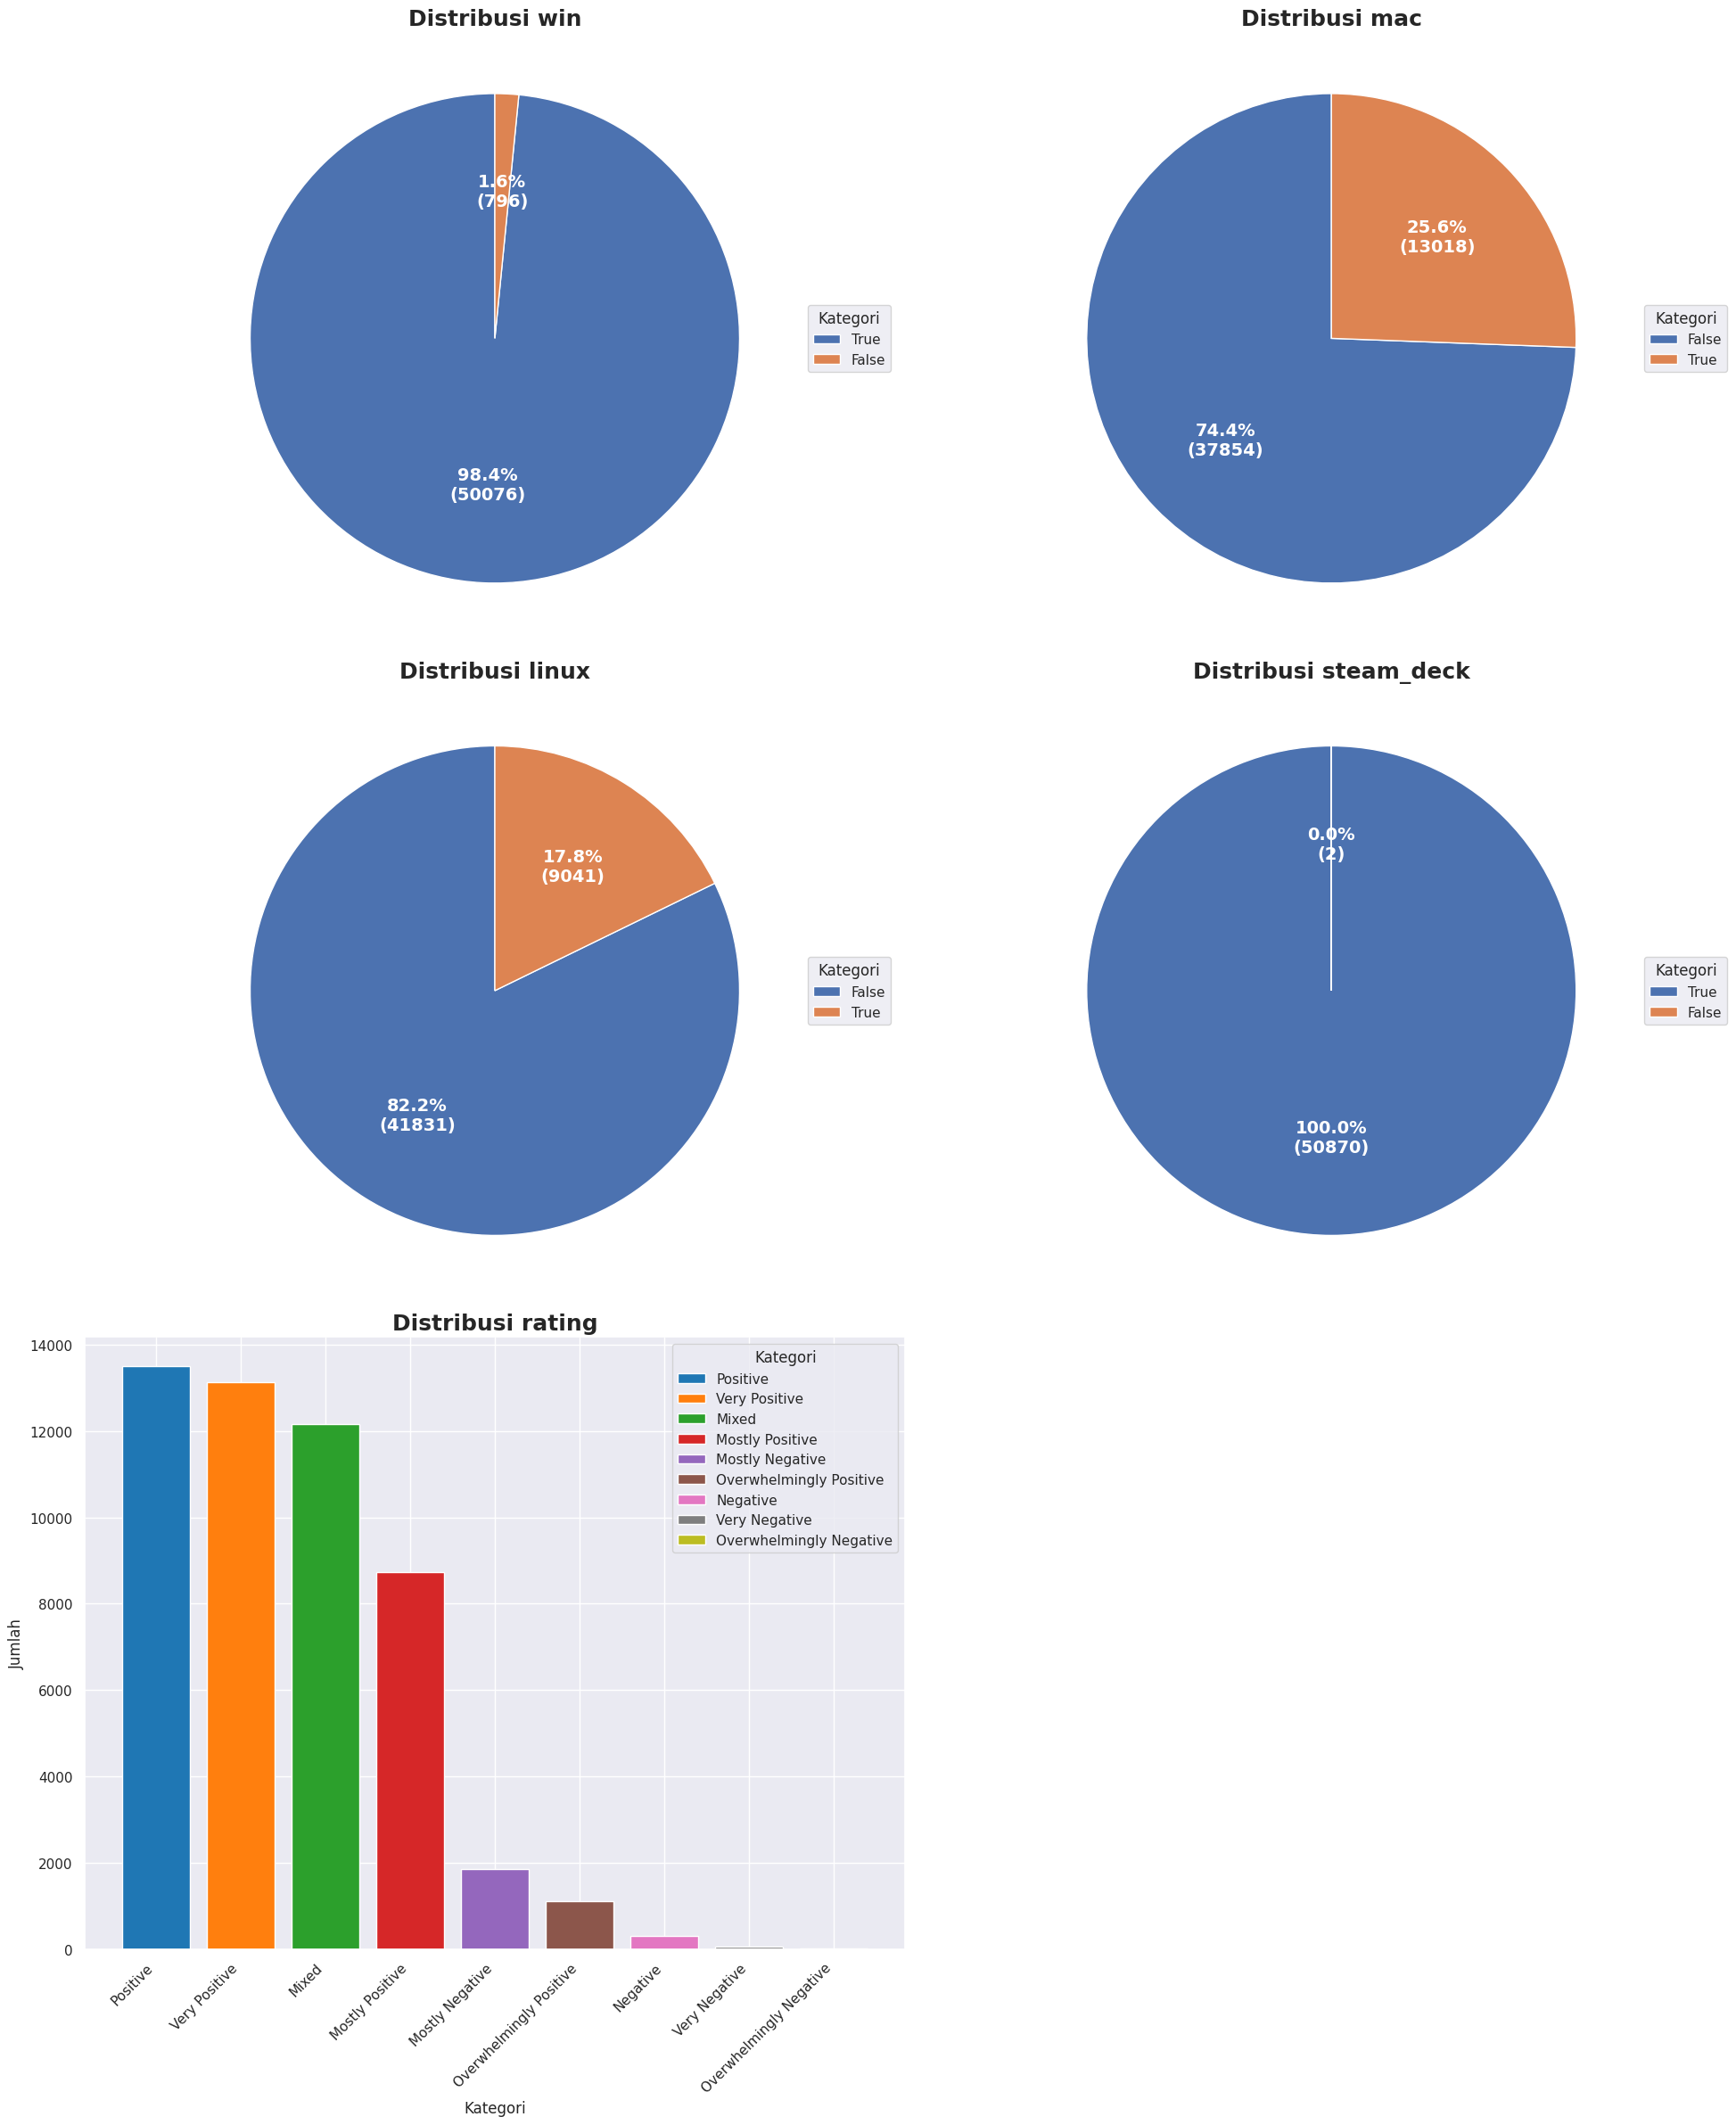 Distribusi win
1.6%
(796)
98.4%
(50076)
Kategori
True
False
Distribusi mac
25.6%
(13018)
74.4%
(37854)
Kategori
False
True
Distribusi linux
17.8%
(9041)
82.2%
(41831)
Kategori
False
True
Distribusi steam_deck
0.0%
(2)
100.0%
(50870)
Kategori
True
False
Distribusi rating
14000
12000
10000
8000
6000
4000
2000
0
Jumlah
Kategori
Positive
Very Positive
Mixed
Mostly Positive
Mostly Negative
Overwhelmingly Positive
Negative
Very Negative
Overwhelmingly Negative
Positive
Very Positive
Mixed
Mostly Positive
Mostly Negative
Overwhelmingly Positive
Negative
Very Negative
Overwhelmingly Negative
Kategori